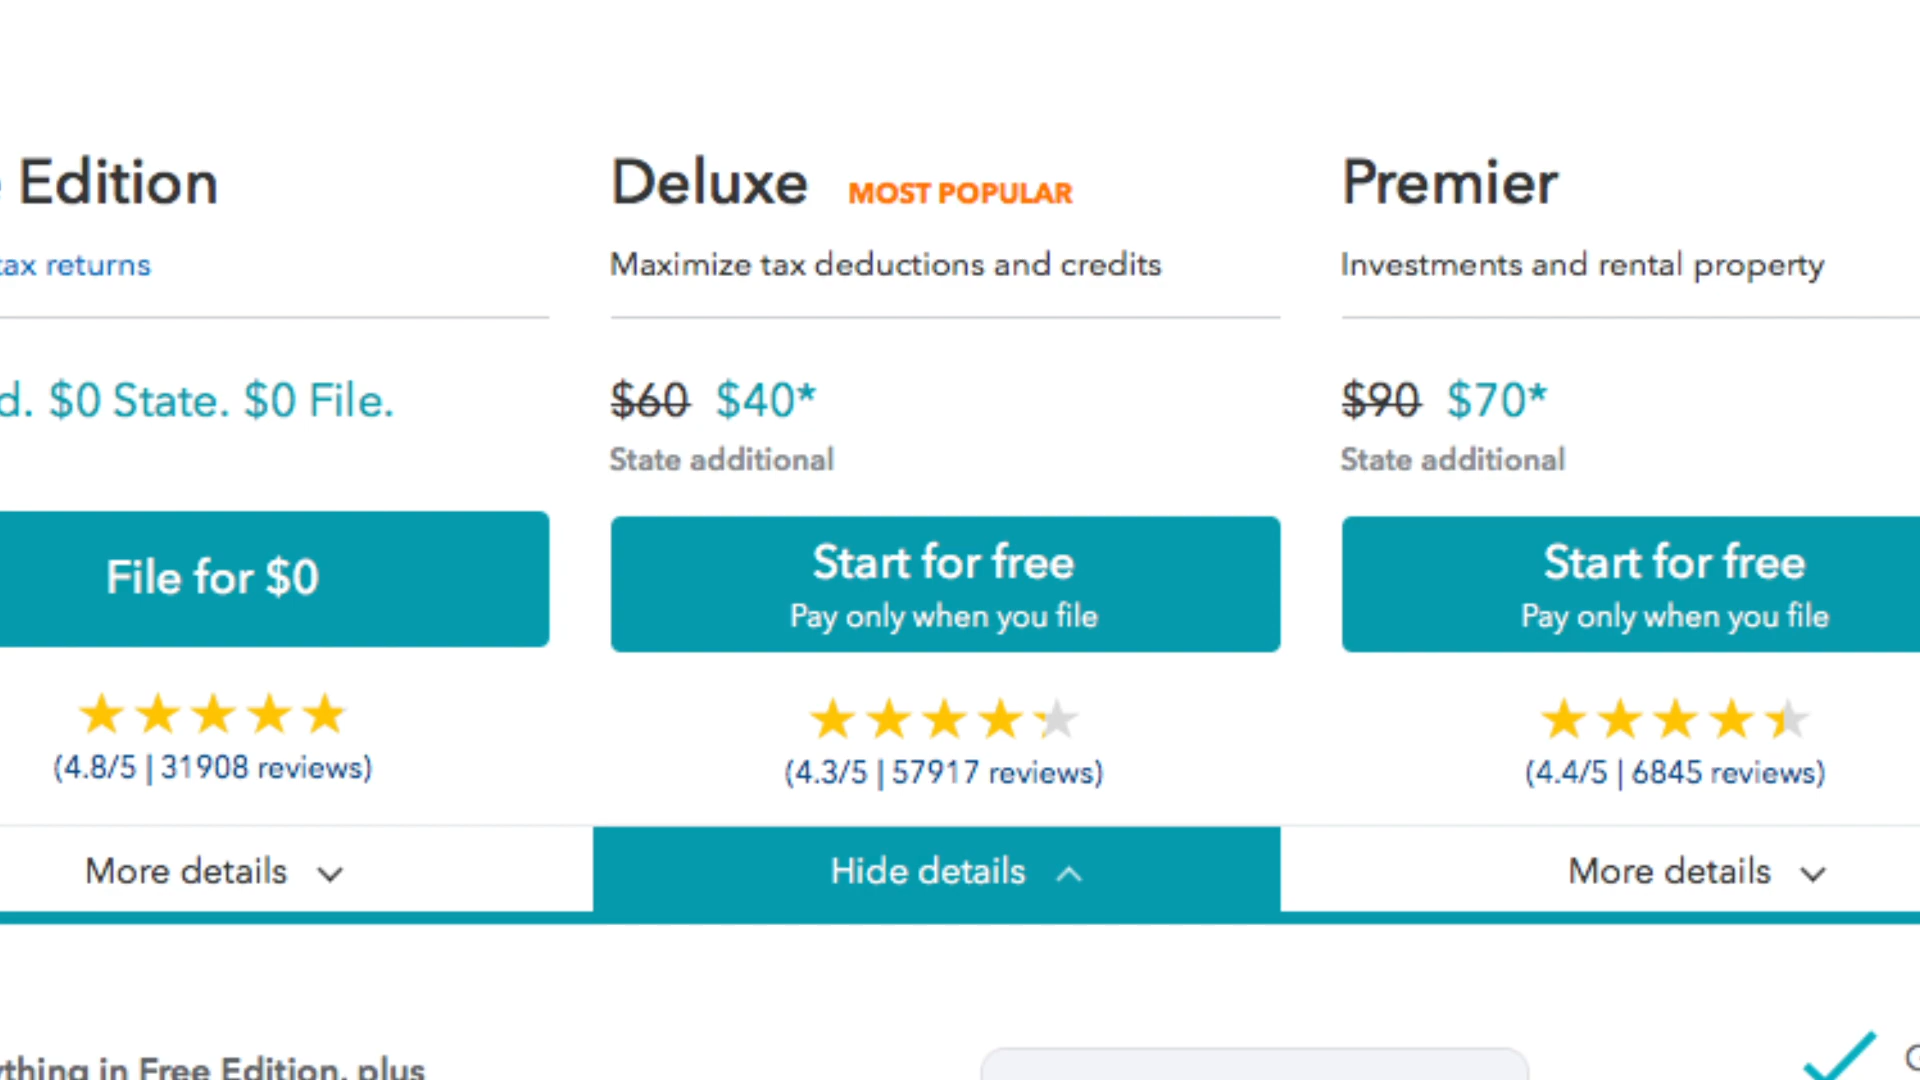 Edition
tax returns
d. $0 State. $0 File.
File for $0
(4.8/5 | 31908 reviews)
More details
Deluxe MOST POPULAR
Maximize tax deductions and credits
$60 $40*
State additional
Start for free
Pay only when you file
(4.3/5 | 57917 reviews)
Hide details
Premier
Investments and rental property
$90 $70*
State additional
Start for free
Pay only when you file
(4.4/5 | 6845 reviews)
More details
ything in Free Edition, plus